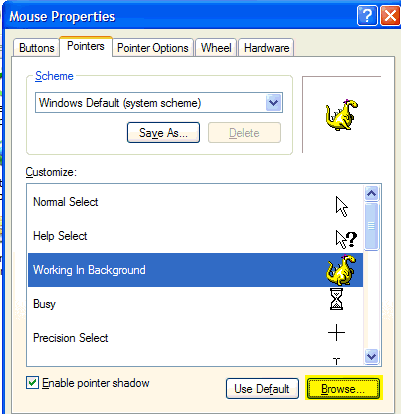 Mouse Properties
Buttons Pointers Pointer Options Wheel Hardware
Scheme
Windows Default (system scheme)
Save As... Delete
Customize:
Normal Select
Help Select
Working In Background
Busy
Precision Select
Enable pointer shadow
Use Default Browse...